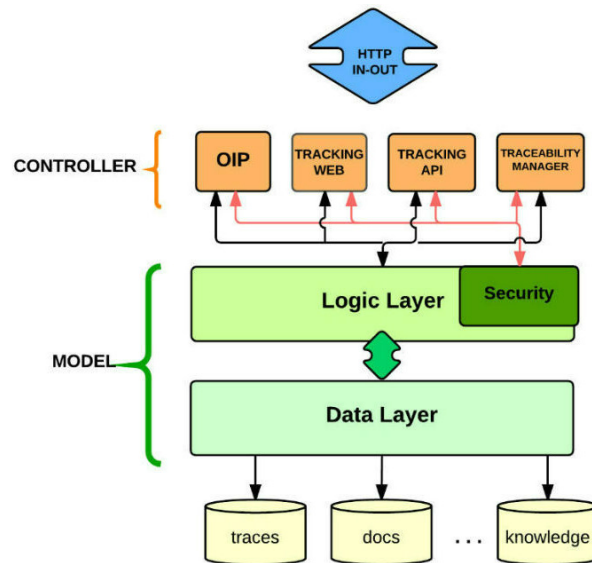 HTTP
IN-OUT
CONTROLLER
OIP
TRACKING
WEB
TRACKING
API
TRACEABILITY
MANAGER
Logic Layer
Security
MODEL
Data Layer
traces
docs
...
knowledge